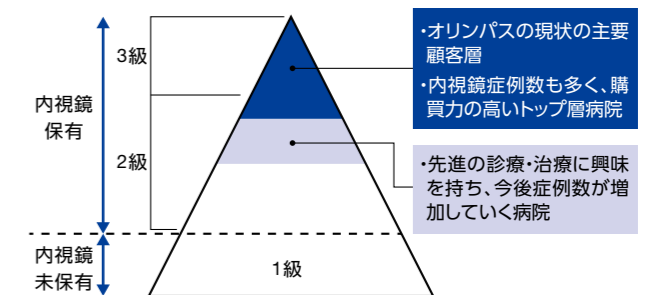 3級
内視鏡
保有
2級
内視鏡
未保有
1級
・オリンパスの現状の主要
顧客層
・内視鏡症例数も多く、購
買力の高いトップ層病院
・先進の診療・治療に興味
を持ち、今後症例数が増
加していく病院